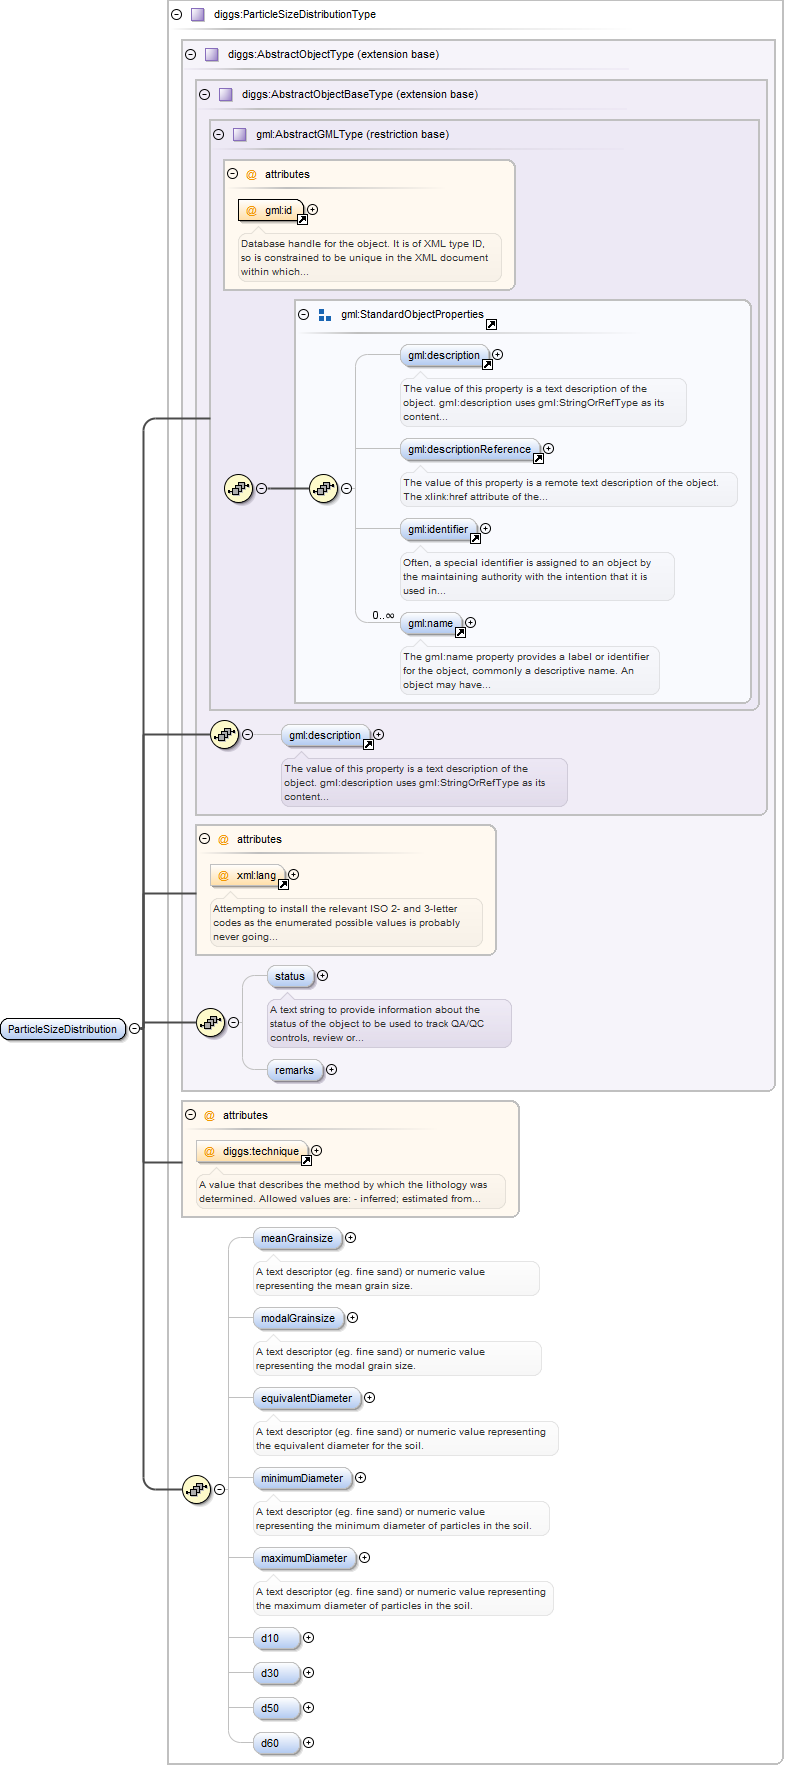 diggs:ParticleSizeDistributionType
diggs:AbstractObjectType (extension base)
diggs:AbstractObjectBaseType (extension base)
gml:AbstractGMLType (restriction base)
@ attributes
@ gml:id
Database handle for the object. It is of XML type ID,
so is constrained to be unique in the XML document
within which...
gml:StandardObjectProperties
gml:description
The value of this property is a text description of the
object. gml:description uses gml:StringOrRefType as its
content...
gml:descriptionReference
The value of this property is a remote text description of the object.
The xlink:href attribute of the...
gml:identifier
Often, a special identifier is assigned to an object by
the maintaining authority with the intention that it is
used in...
0..∞
gml:name
The gml:name property provides a label or identifier
for the object, commonly a descriptive name. An
object may have...
gml:description
The value of this property is a text description of the
object. gml:description uses gml:StringOrRefType as its
content...
@ attributes
@ xml:lang
Attempting to install the relevant ISO 2- and 3-letter
codes as the enumerated possible values is probably
never going...
status
A text string to provide information about the
status of the object to be used to track QA/QC
controls, review or...
ParticleSizeDistribution
remarks
@ attributes
@ diggs:technique
A value that describes the method by which the lithology was
determined. Allowed values are: - inferred; estimated from...
meanGrainsize
A text descriptor (eg. fine sand) or numeric value
representing the mean grain size.
modalGrainsize
A text descriptor (eg. fine sand) or numeric value
representing the modal grain size.
equivalentDiameter
A text descriptor (eg. fine sand) or numeric value representing
the equivalent diameter for the soil.
minimumDiameter
A text descriptor (eg. fine sand) or numeric value
representing the minimum diameter of particles in the soil.
maximumDiameter
A text descriptor (eg. fine sand) or numeric value representing
the maximum diameter of particles in the soil.
d10
d30
d50
d60